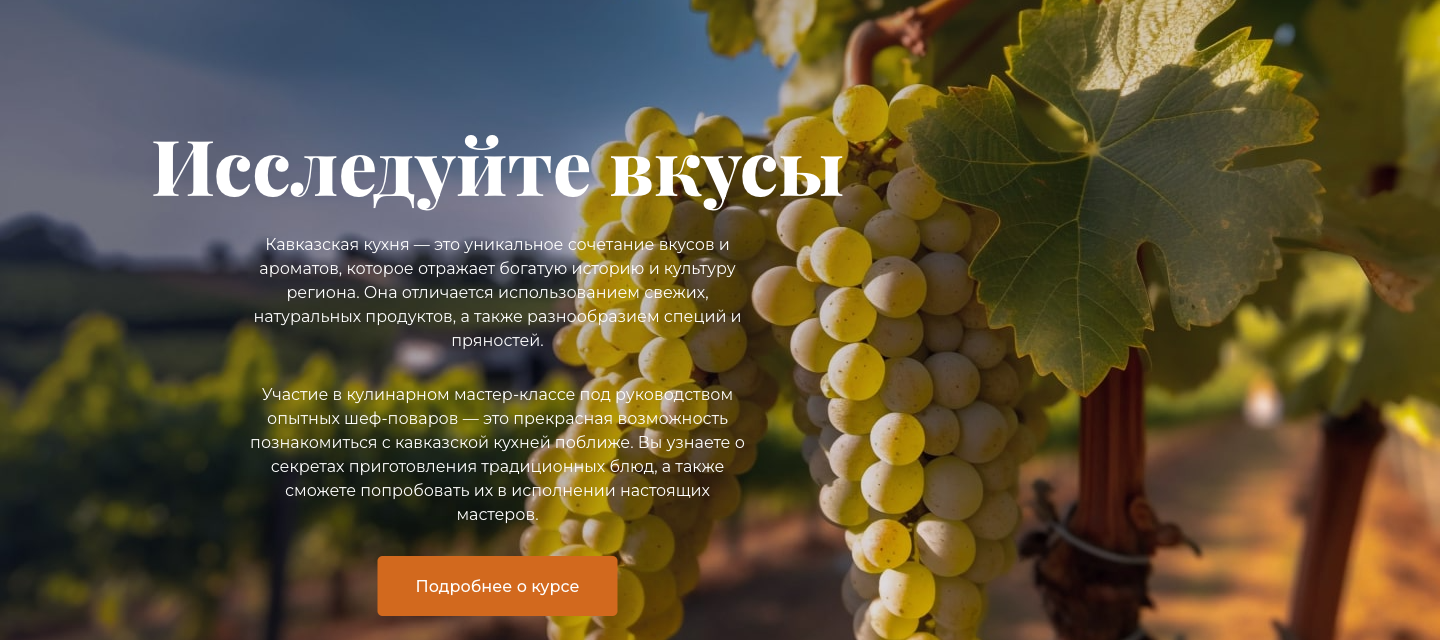 Исследуйте вкусы
Кавказская кухня — это уникальное сочетание вкусов и
ароматов, которое отражает богатую историю и культуру
региона. Она отличается использованием свежих,
натуральных продуктов, а также разнообразием специй и
пряностей.
Участие в кулинарном мастер-классе под руководством
опытных шеф-поваров — это прекрасная возможность
познакомиться с кавказской кухней поближе. Вы узнаете о
секретах приготовления традиционных блюд, а также
сможете попробовать их в исполнении настоящих
мастеров.
Подробнее о курсе